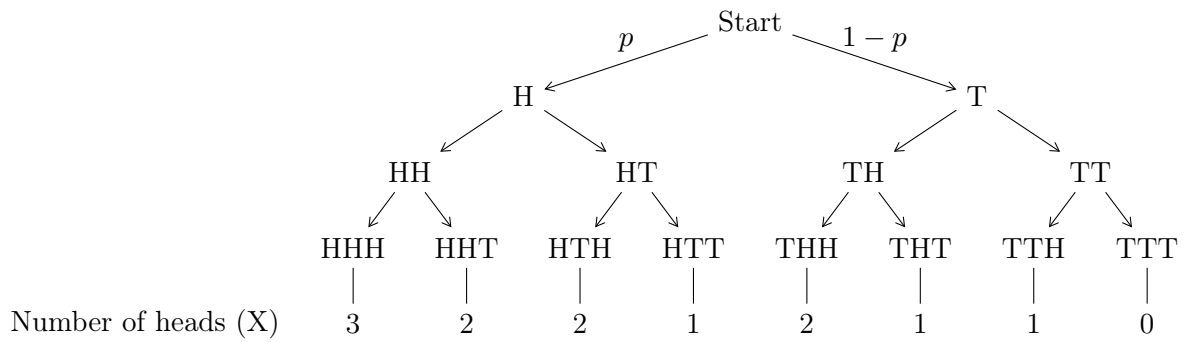 Start
p 1 − p
H T
HH HT TH TT
HHH HHT HTH HTT THH THT TTH TTT
Number of heads (X) 3 2 2 1 2 1 1 0